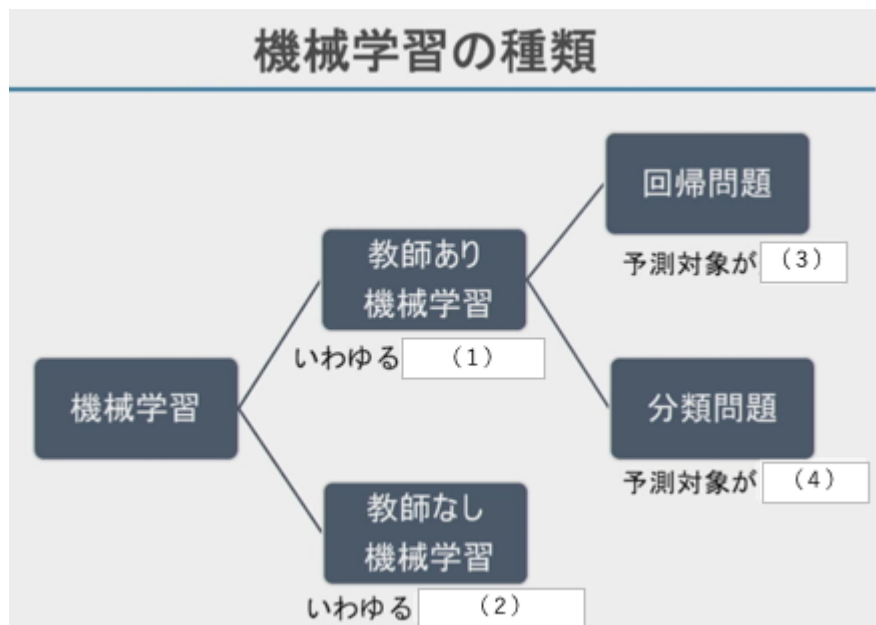 機械学習の種類
回帰問題
予測対象が (3)
教師あり
機械学習
いわゆる (1)
機械学習
分類問題
予測対象が (4)
教師なし
機械学習
いわゆる (2)